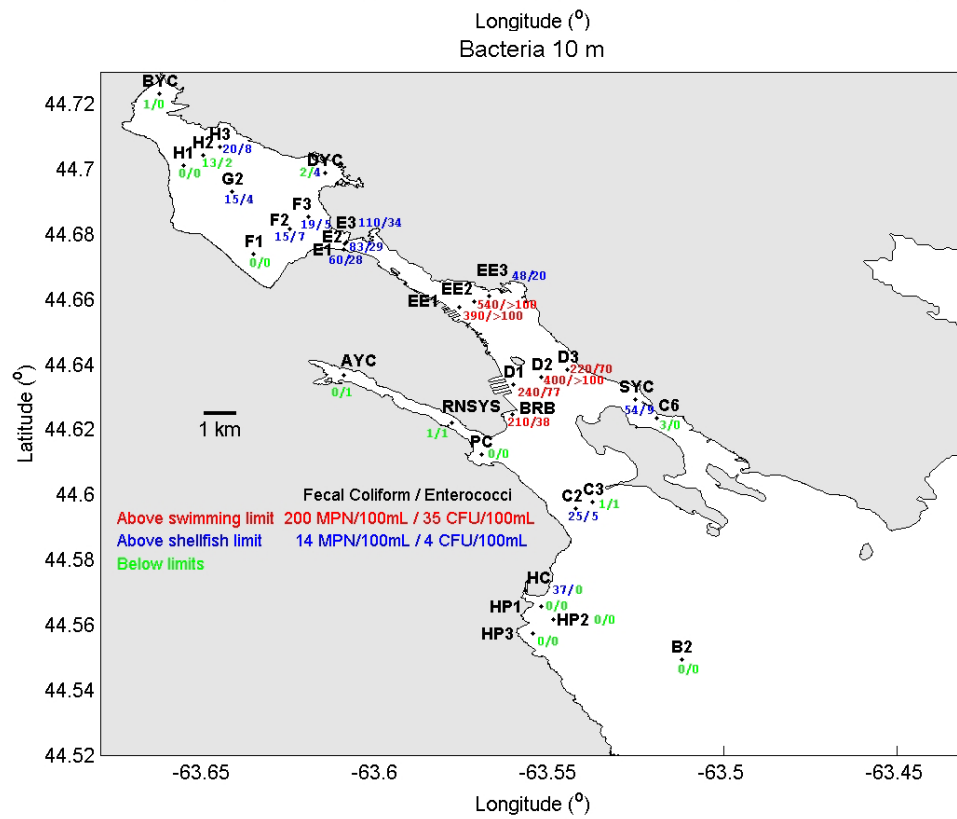 Longitude (o)
Bacteria 10 m
44.72
44.7
44.68
44.66
44.64
44.62
44.6
44.58
44.56
44.54
44.52
Latitude (o)
BYC
1/0
H3
20/8
H2
13/2
H1
0/0
DYC
2/4
G2
15/4
F3
19/5
F2
15/7
F1
0/0
E3 110/34
E2
83/29
E1
60/28
EE3
48/20
EE2
540/>100
EE1
390/>100
D3
220/70
D2
400/>100
D1
240/77
AYC
0/1
SYC
54/9
C6
3/0
RNSYS
1/1
BRB
210/38
PC
0/0
1 km
C3
1/1
C2
25/5
Fecal Coliform / Enterococci
Above swimming limit 200 MPN/100mL / 35 CFU/100mL
Above shellfish limit 14 MPN/100mL / 4 CFU/100mL
Below limits
HC
37/0
HP1
0/0
HP2 0/0
HP3
0/0
B2
0/0
-63.65
-63.6
-63.55
-63.5
-63.45
Longitude (o)